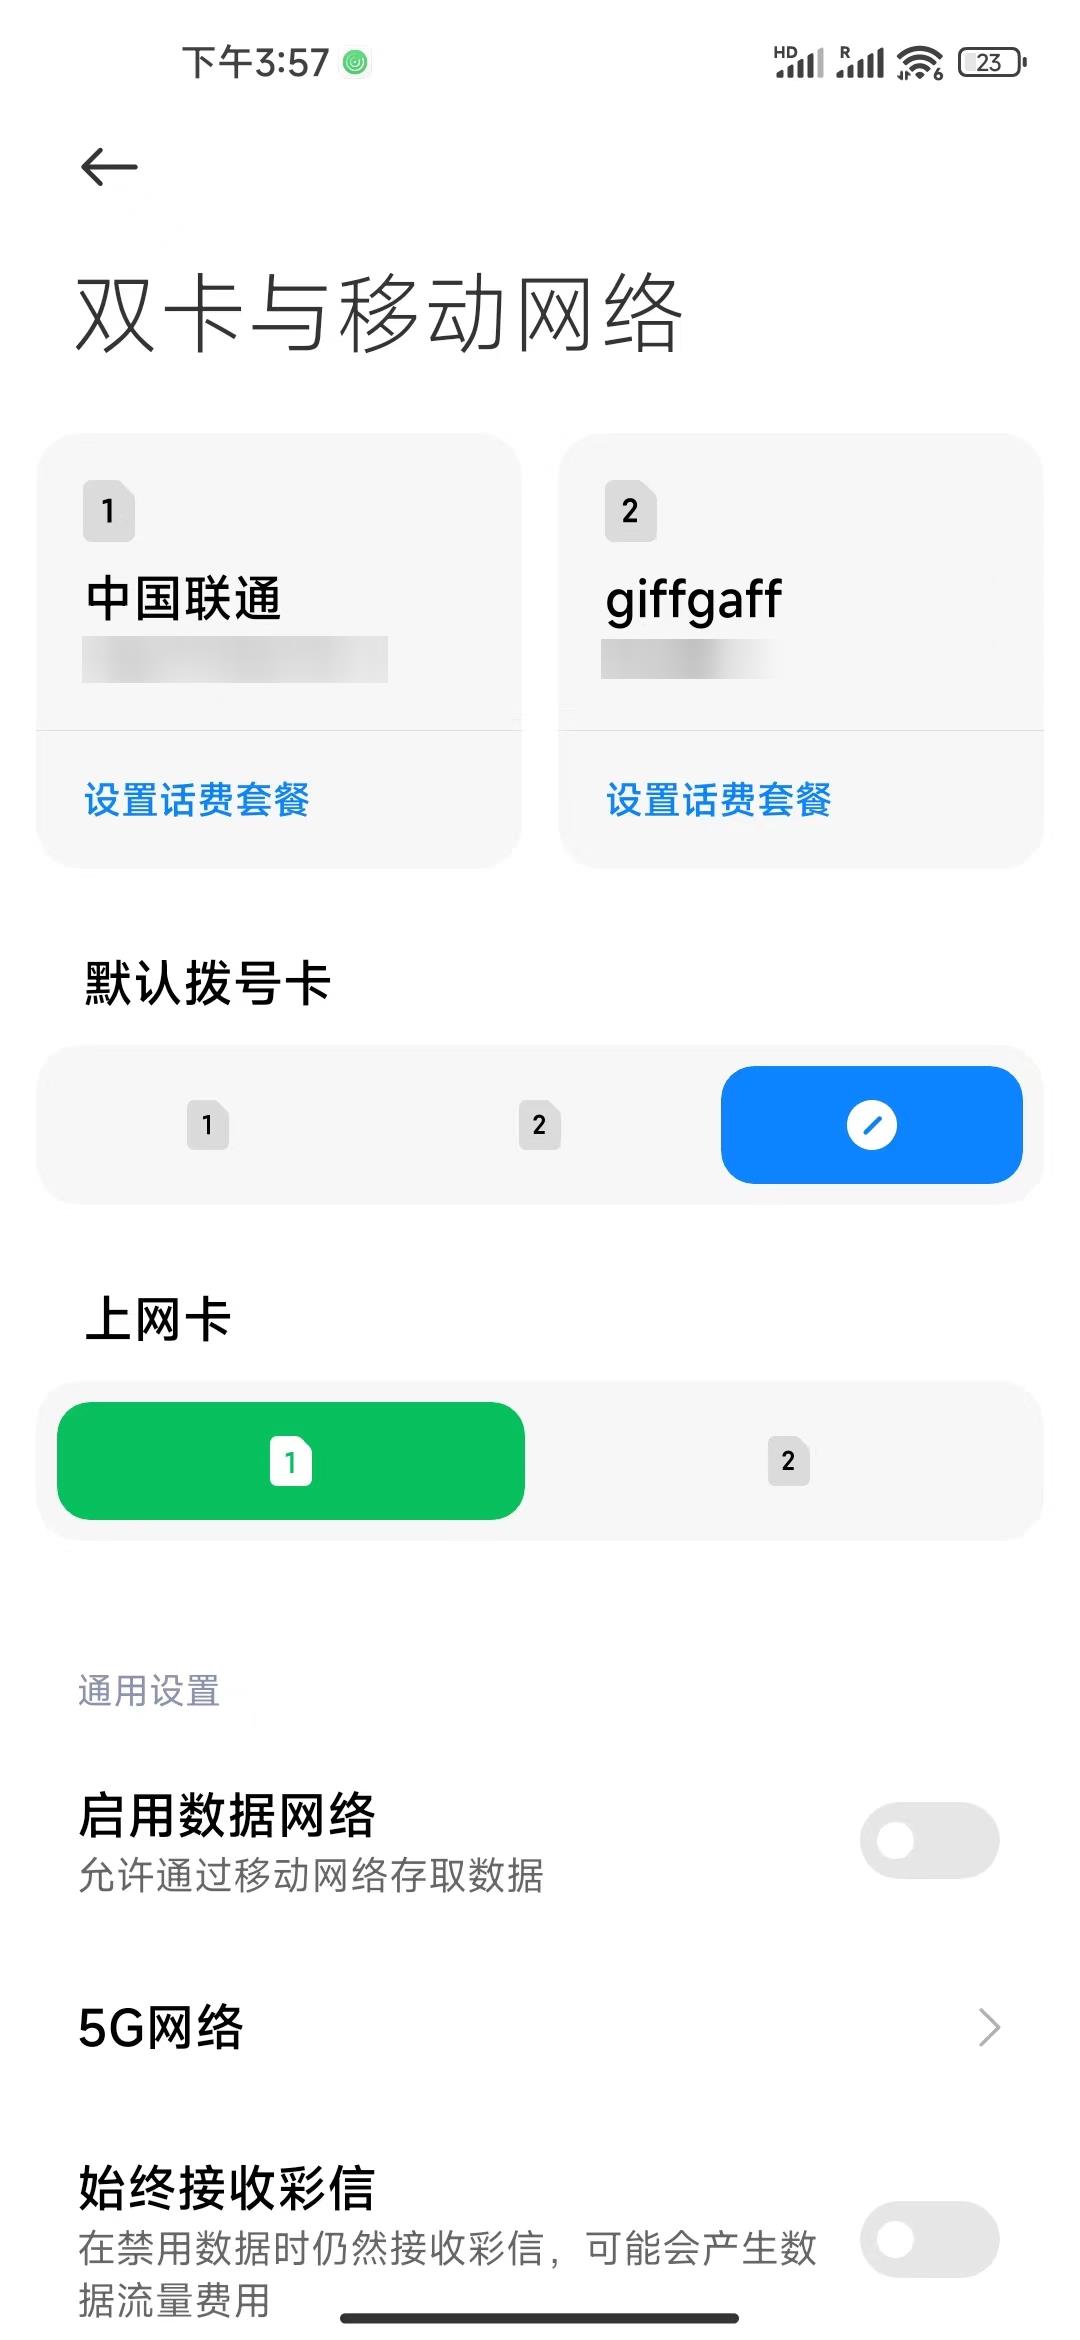 下午3:57
HD R 6 23
双卡与移动网络
1 2
中国联通 giffgaff
设置话费套餐 设置话费套餐
默认拨号卡
1 2
上网卡
1 2
通用设置
启用数据网络
允许通过移动网络存取数据
5G网络
始终接收彩信
在禁用数据时仍然接收彩信，可能会产生数
据流量费用